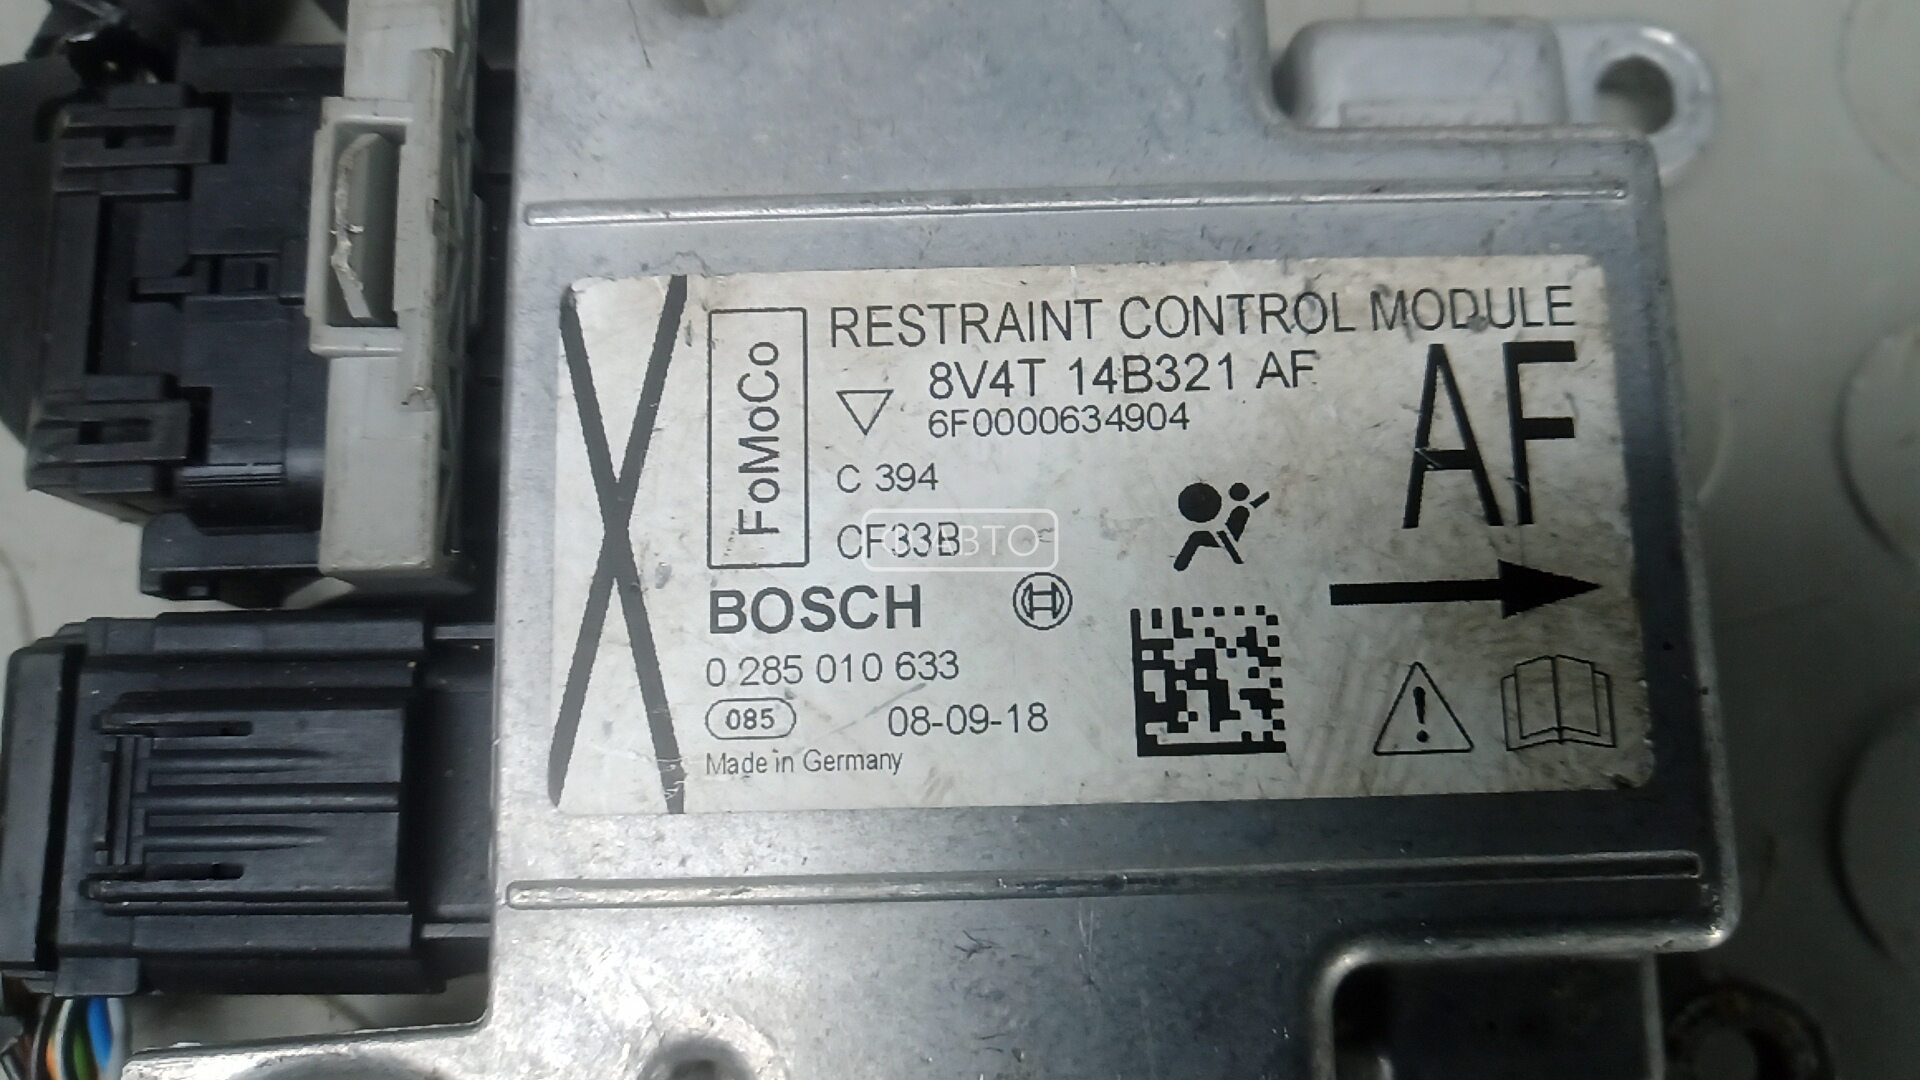 RESTRAINT CONTROL MODULE
8V4T 14B321 AF
6F0000634904
AF
FoMoCo
C 394
CF33B
BOSCH
0 285 010 633
085
08-09-18
Made in Germany